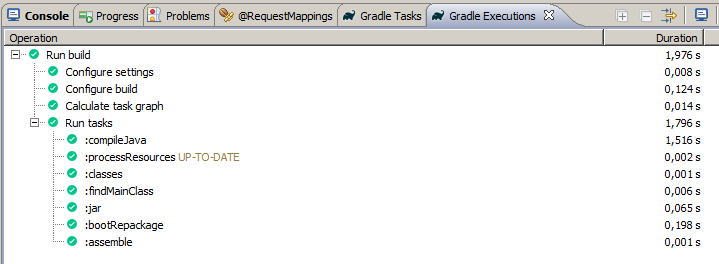 Console Progress Problems @RequestMappings Gradle Tasks Gradle Executions
Operation Duration
Run build 1,976 s
Configure settings 0,008 s
Configure build 0,124 s
Calculate task graph 0,014 s
Run tasks 1,796 s
:compileJava 1,516 s
:processResources UP-TO-DATE 0,002 s
:classes 0,001 s
:findMainClass 0,006 s
:jar 0,065 s
:bootRepackage 0,198 s
:assemble 0,001 s